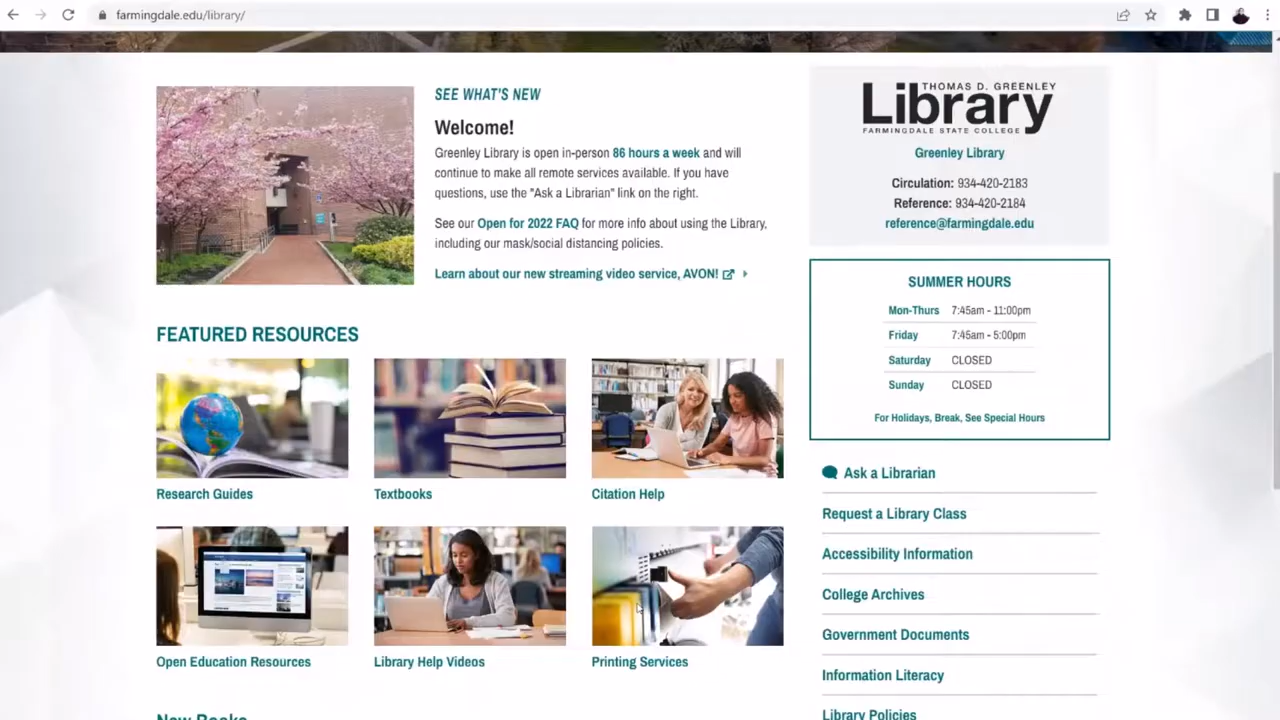 farmingdale.edu/library/
SEE WHAT'S NEW
Welcome!
Greenley Library is open in-person 86 hours a week and will
continue to make all remote services available. If you have
questions, use the "Ask a Librarian" link on the right.
See our Open for 2022 FAQ for more info about using the Library,
including our mask/social distancing policies.
Learn about our new streaming video service, AVON!
FEATURED RESOURCES
Research Guides
Textbooks
Citation Help
Open Education Resources
Library Help Videos
Printing Services
New Books
THOMAS D. GREENLEY
Library
FARMINGDALE STATE COLLEGE
Greenley Library
Circulation: 934-420-2183
Reference: 934-420-2184
reference@farmingdale.edu
SUMMER HOURS
Mon-Thurs 7:45am - 11:00pm
Friday 7:45am - 5:00pm
Saturday CLOSED
Sunday CLOSED
For Holidays, Break, See Special Hours
Ask a Librarian
Request a Library Class
Accessibility Information
College Archives
Government Documents
Information Literacy
Library Policies